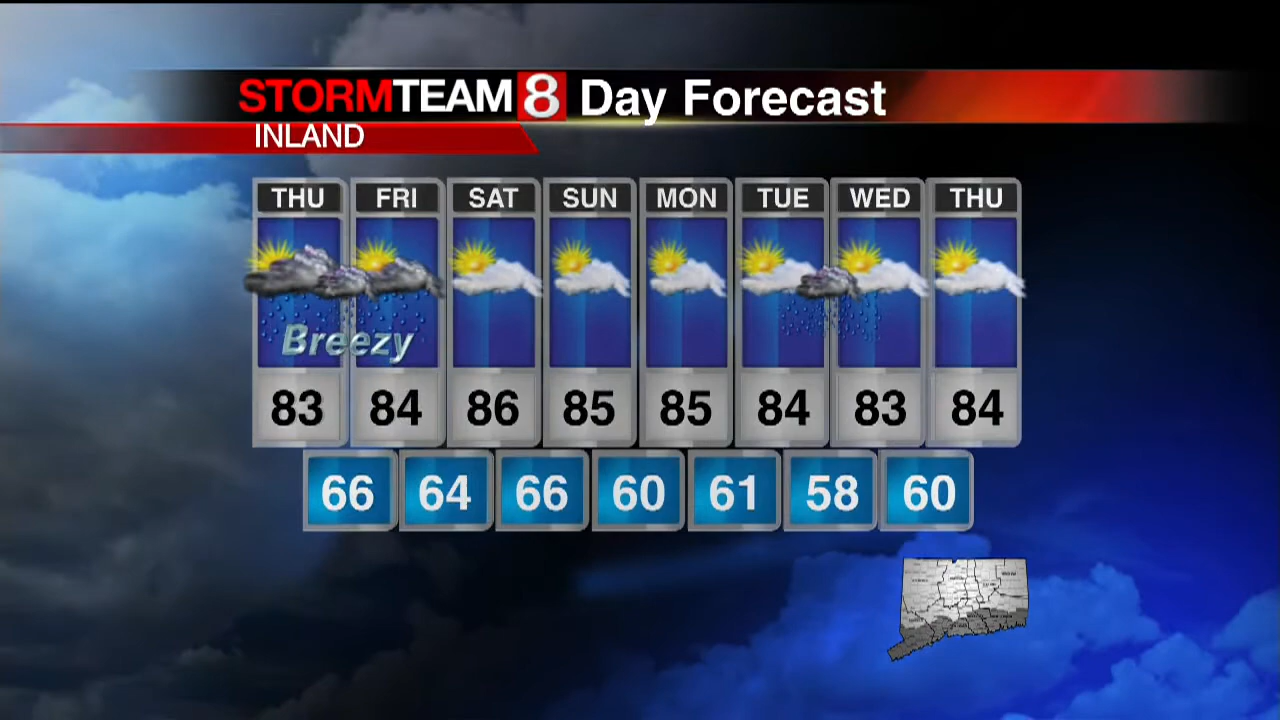 STORMTEAM 8 Day Forecast
INLAND
THU FRI SAT SUN MON TUE WED THU
Breezy
83 84 86 85 85 84 83 84
66 64 66 60 61 58 60